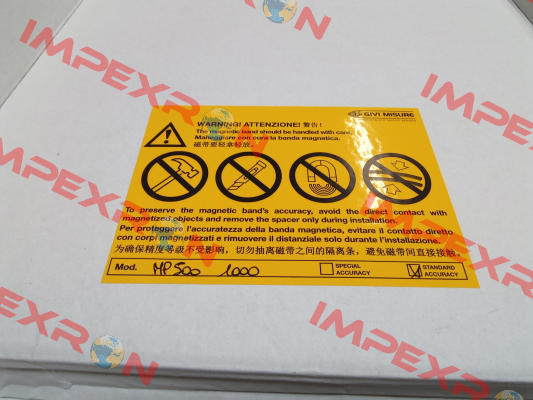 IMPEXRON
WARNING! ATTENZIONE! 警告!
GIVI MISURE
The magnetic band should be handled with care.
Maneggiare con cura la banda magnetica.
磁带要轻拿轻放。
To preserve the magnetic band's accuracy, avoid the direct contact with
magnetized objects and remove the spacer only during installation.
Per proteggere l'accuratezza della banda magnetica, evitare il contatto diretto
con corpi magnetizzati e rimuovere il distanziale solo durante l'installazione.
为确保精度等级不受影响，切勿抽离磁带之间的隔离条，避免磁带间直接接触。
Mod. MP500 1000
SPECIAL
ACCURACY
STANDARD
ACCURACY
IMPEXRON
IMPEXRON
IMPEXRON
IMPEXRON